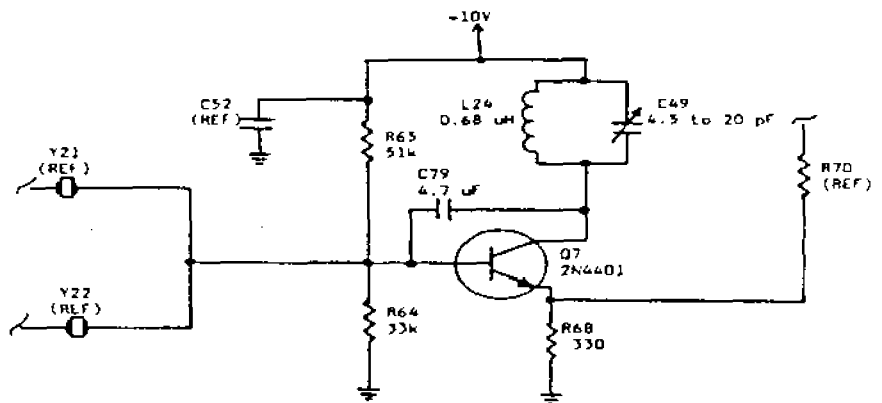 -10V
C52
(REF)
L24
0.68 uH
C49
4.5 to 20 pF
R63
51k
Y21
(REF)
C79
4.7 uF
R70
(REF)
Q7
2N4401
Y22
(REF)
R64
33k
R68
330